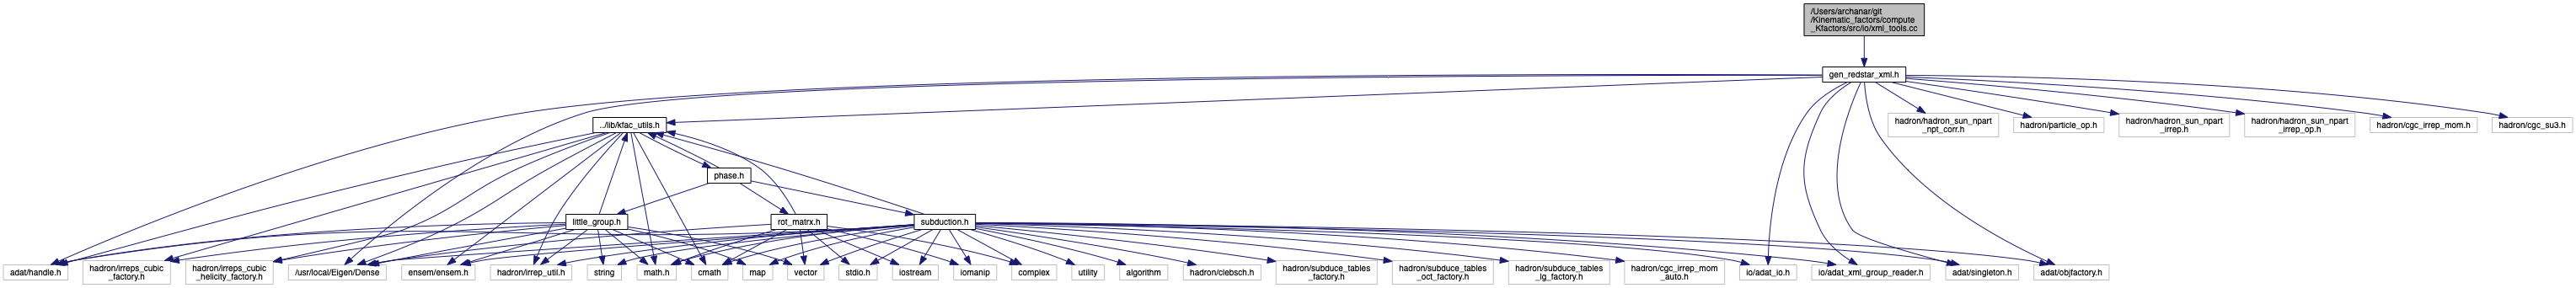 /Users/archanar/git
/Kinematic_factors/compute
_Kfactors/src/io/xml_tools.cc
gen_redstar_xml.h
../lib/kfac_utils.h
hadron/hadron_sun_npart
_npt_corr.h
hadron/particle_op.h
hadron/hadron_sun_npart
_irrep.h
hadron/hadron_sun_npart
_irrep_op.h
hadron/cgc_irrep_mom.h
hadron/cgc_su3.h
phase.h
little_group.h
rot_matrx.h
subduction.h
adat/handle.h
hadron/irreps_cubic
_factory.h
hadron/irreps_cubic
_helicity_factory.h
/usr/local/Eigen/Dense
ensem/ensem.h
hadron/irrep_util.h
string
math.h
cmath
map
vector
stdio.h
iostream
iomanip
complex
utility
algorithm
hadron/clebsch.h
hadron/subduce_tables
_factory.h
hadron/subduce_tables
_oct_factory.h
hadron/subduce_tables
_lg_factory.h
hadron/cgc_irrep_mom
_auto.h
io/adat_io.h
io/adat_xml_group_reader.h
adat/singleton.h
adat/objfactory.h